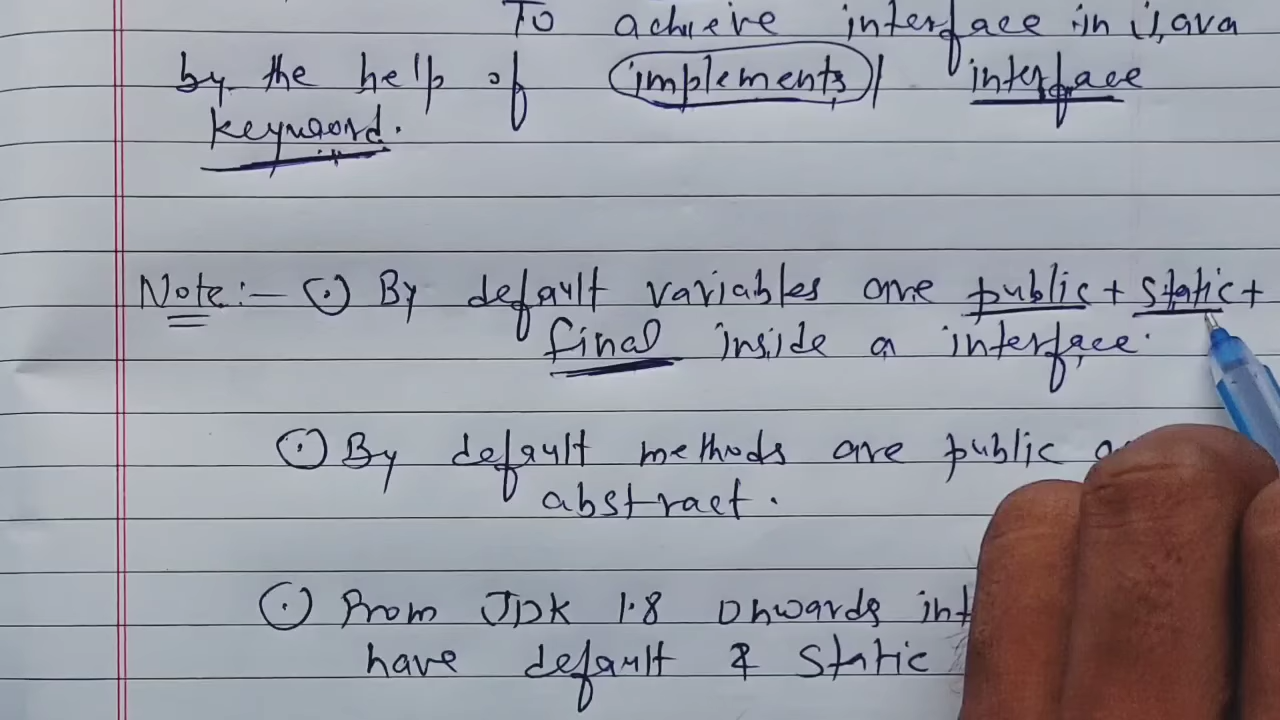 To achieve interface in Java
by the help of implements / interface
keyword.
Note:- By default variables are public + static +
final inside a interface.
By default methods are public
abstract.
From JDK 1.8 onwards
have default & static